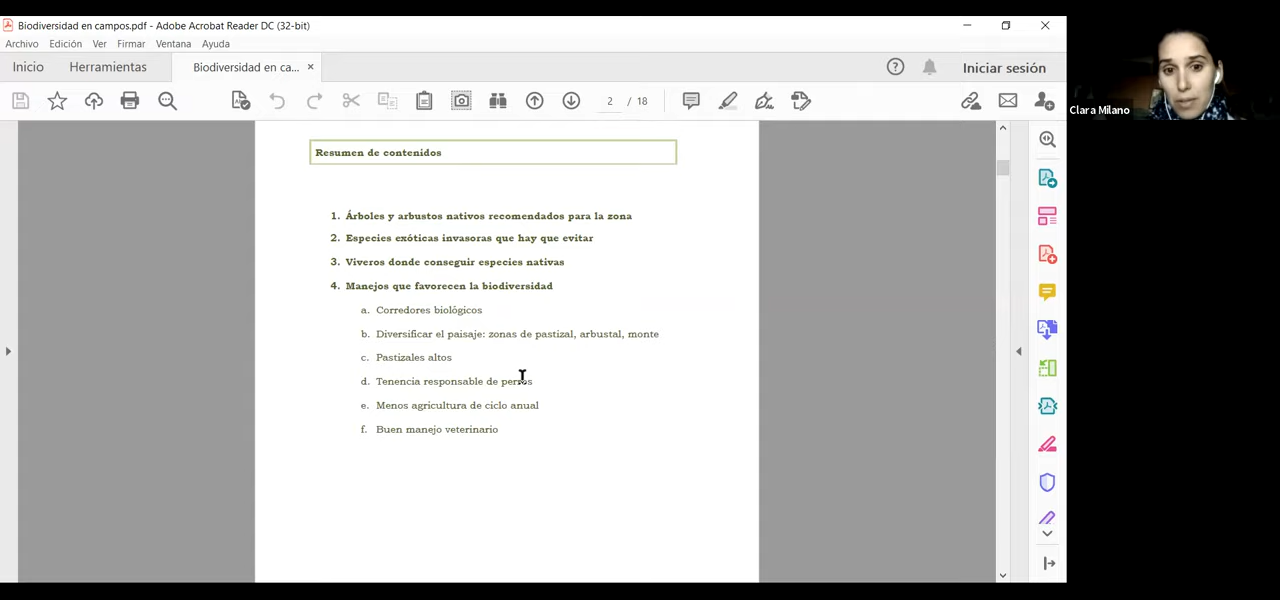 Biodiversidad en campos.pdf - Adobe Acrobat Reader DC (32-bit)
Archivo Edición Ver Firmar Ventana Ayuda
Inicio Herramientas Biodiversidad en ca... × Iniciar sesión
2 / 18
Clara Milano
Resumen de contenidos
1. Árboles y arbustos nativos recomendados para la zona
2. Especies exóticas invasoras que hay que evitar
3. Viveros donde conseguir especies nativas
4. Manejos que favorecen la biodiversidad
a. Corredores biológicos
b. Diversificar el paisaje: zonas de pastizal, arbustal, monte
c. Pastizales altos
d. Tenencia responsable de perros
e. Menos agricultura de ciclo anual
f. Buen manejo veterinario